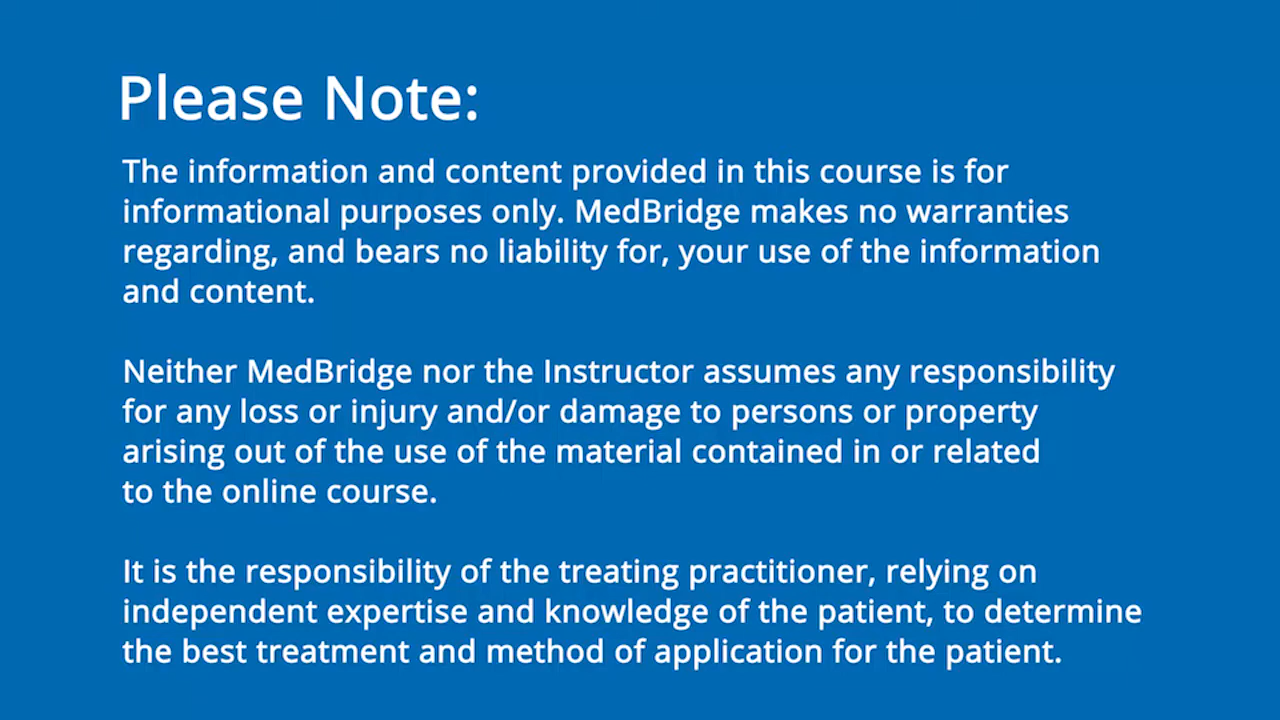 Please Note:
The information and content provided in this course is for
informational purposes only. MedBridge makes no warranties
regarding, and bears no liability for, your use of the information
and content.
Neither MedBridge nor the Instructor assumes any responsibility
for any loss or injury and/or damage to persons or property
arising out of the use of the material contained in or related
to the online course.
It is the responsibility of the treating practitioner, relying on
independent expertise and knowledge of the patient, to determine
the best treatment and method of application for the patient.